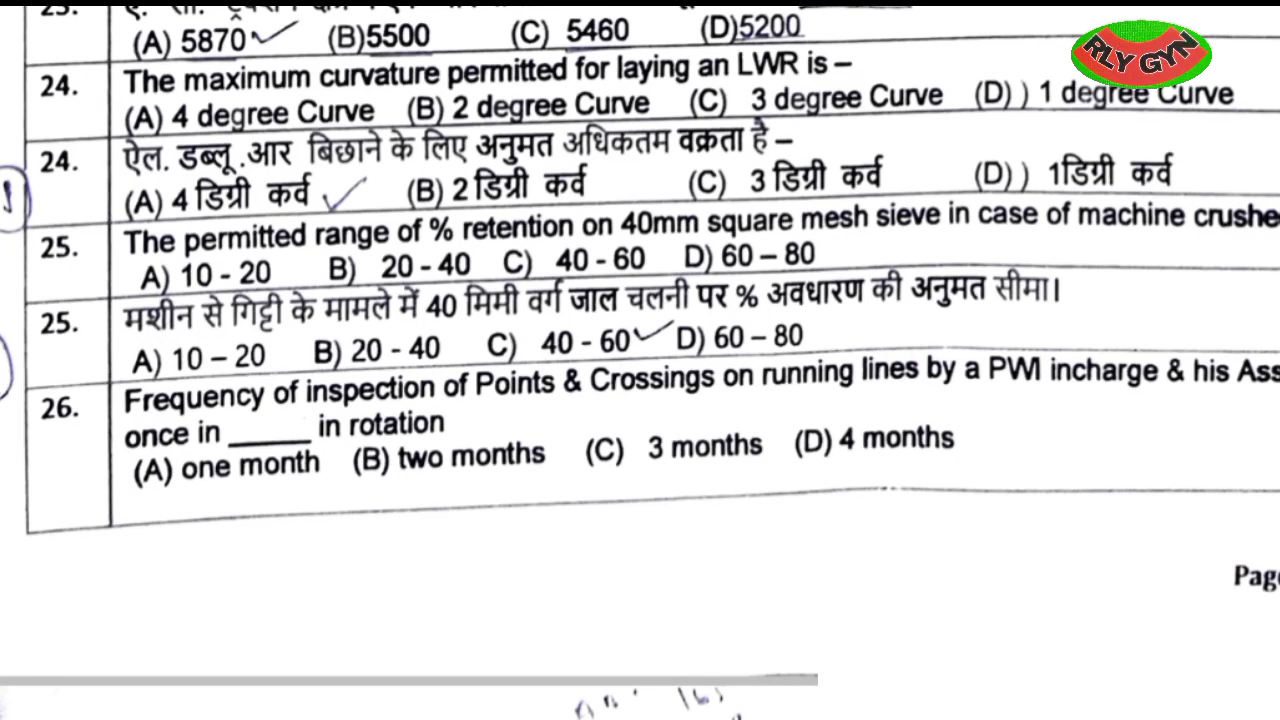 (A) 5870 (B)5500 (C) 5460 (D)5200
RLY GYN
24. The maximum curvature permitted for laying an LWR is –
(A) 4 degree Curve (B) 2 degree Curve (C) 3 degree Curve (D) ) 1 degree Curve
24. ऐल. डब्लू .आर बिछाने के लिए अनुमत अधिकतम वक्रता है –
(A) 4 डिग्री कर्व (B) 2 डिग्री कर्व (C) 3 डिग्री कर्व (D) ) 1डिग्री कर्व
25. The permitted range of % retention on 40mm square mesh sieve in case of machine crushe
A) 10 - 20 B) 20 - 40 C) 40 - 60 D) 60 – 80
25. मशीन से गिट्टी के मामले में 40 मिमी वर्ग जाल चलनी पर % अवधारण की अनुमत सीमा।
A) 10 – 20 B) 20 - 40 C) 40 - 60 D) 60 – 80
26. Frequency of inspection of Points & Crossings on running lines by a PWI incharge & his Ass
once in ______ in rotation
(A) one month (B) two months (C) 3 months (D) 4 months
Page